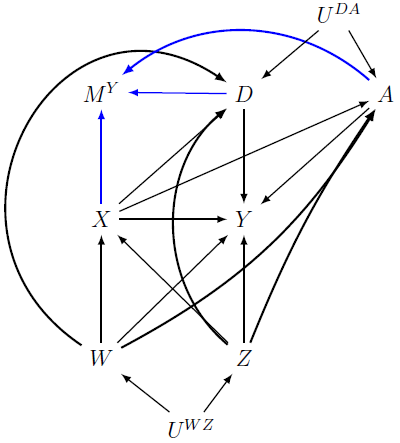 U^{DA}
M^Y D A
X Y
W Z
U^{WZ}